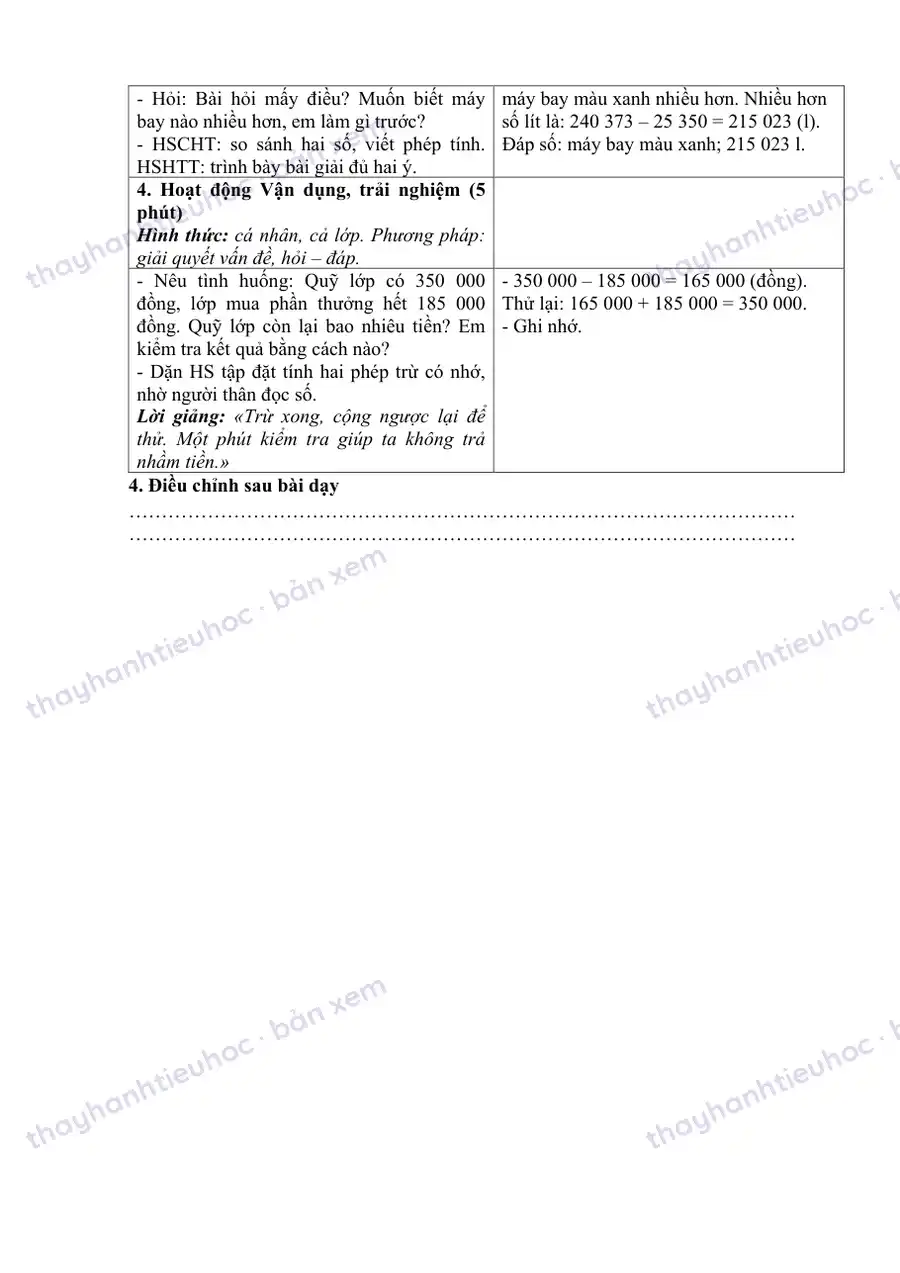 - Hỏi: Bài hỏi mấy điều? Muốn biết máy
bay nào nhiều hơn, em làm gì trước?
- HSCHT: so sánh hai số, viết phép tính.
HSHTT: trình bày bài giải đủ hai ý.
máy bay màu xanh nhiều hơn. Nhiều hơn
số lít là: 240 373 – 25 350 = 215 023 (l).
Đáp số: máy bay màu xanh; 215 023 l.
4. Hoạt động Vận dụng, trải nghiệm (5
phút)
Hình thức: cá nhân, cả lớp. Phương pháp:
giải quyết vấn đề, hỏi – đáp.
- Nêu tình huống: Quỹ lớp có 350 000
đồng, lớp mua phần thưởng hết 185 000
đồng. Quỹ lớp còn lại bao nhiêu tiền? Em
kiểm tra kết quả bằng cách nào?
- Dặn HS tập đặt tính hai phép trừ có nhớ,
nhờ người thân đọc số.
Lời giảng: «Trừ xong, cộng ngược lại để
thử. Một phút kiểm tra giúp ta không trả
nhầm tiền.»
- 350 000 – 185 000 = 165 000 (đồng).
Thử lại: 165 000 + 185 000 = 350 000.
- Ghi nhớ.
4. Điều chỉnh sau bài dạy
……………………………………………………………………………………………
……………………………………………………………………………………………
thayhanhtieuhoc · bản xem
thayhanhtieuhoc · b
thayhanhtieuhoc · bản xem
thayhanhtieuhoc · b
thayhanhtieuhoc · bản xem
thayhanhtieuhoc · b